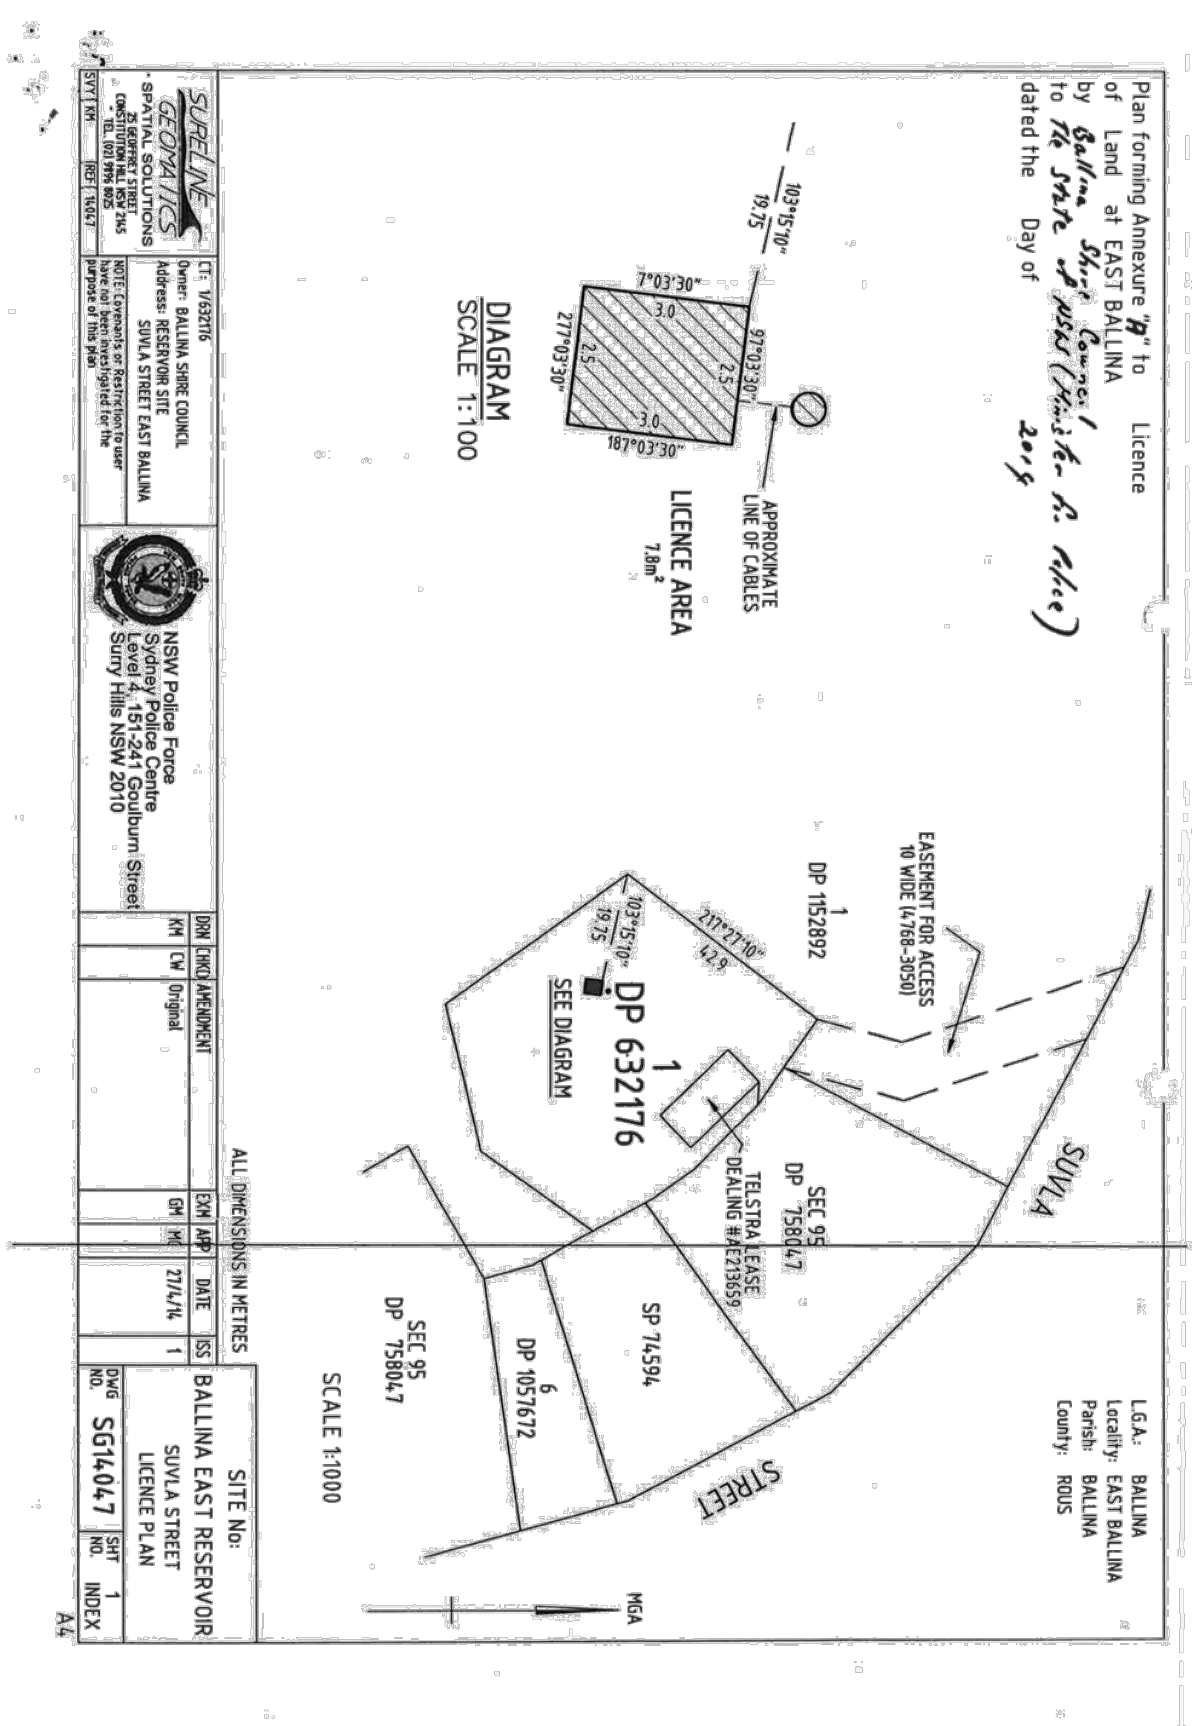 Plan forming Annexure "A" to Licence
of Land at EAST BALLINA
by Ballina Shire Council
to The State of NSW (Minister for Police)
dated the Day of 2014
L.G.A.: BALLINA
Locality: EAST BALLINA
Parish: BALLINA
County: ROUS
SUVLA
STREET
EASEMENT FOR ACCESS
10 WIDE (4768-3050)
1
DP 1152892
217°27'10"
42.9
103°15'10"
19.75
1
DP 632176
SEE DIAGRAM
SEC 95
DP 758047
TELSTRA LEASE
DEALING #AE213659
SP 74594
6
DP 1057672
SEC 95
DP 758047
SCALE 1:1000
MGA
103°15'10"
19.75
97°03'30"
2.5
7°03'30"
3.0
3.0
187°03'30"
2.5
277°03'30"
APPROXIMATE
LINE OF CABLES
LICENCE AREA
7.8m²
DIAGRAM
SCALE 1:100
ALL DIMENSIONS IN METRES
SURELINE
GEOMATICS
"SPATIAL SOLUTIONS
25 GEOFFREY STREET
CONSTITUTION HILL NSW 2145
TEL. (02) 9896 8025
SVY KM REF 14047
CT: 1/632176
Owner: BALLINA SHIRE COUNCIL
Address: RESERVOIR SITE
SUVLA STREET EAST BALLINA
NOTE: Covenants or Restriction to user
have not been investigated for the
purpose of this plan
NSW Police Force
Sydney Police Centre
Level 4, 151-241 Goulburn Street
Surry Hills NSW 2010
DRN CHKD AMENDMENT EXM APP DATE ISS
KM CW Original GM MC 27/4/14 1
SITE No:
BALLINA EAST RESERVOIR
SUVLA STREET
LICENCE PLAN
DWG NO. SG14047
SHT NO. 1 INDEX
A4